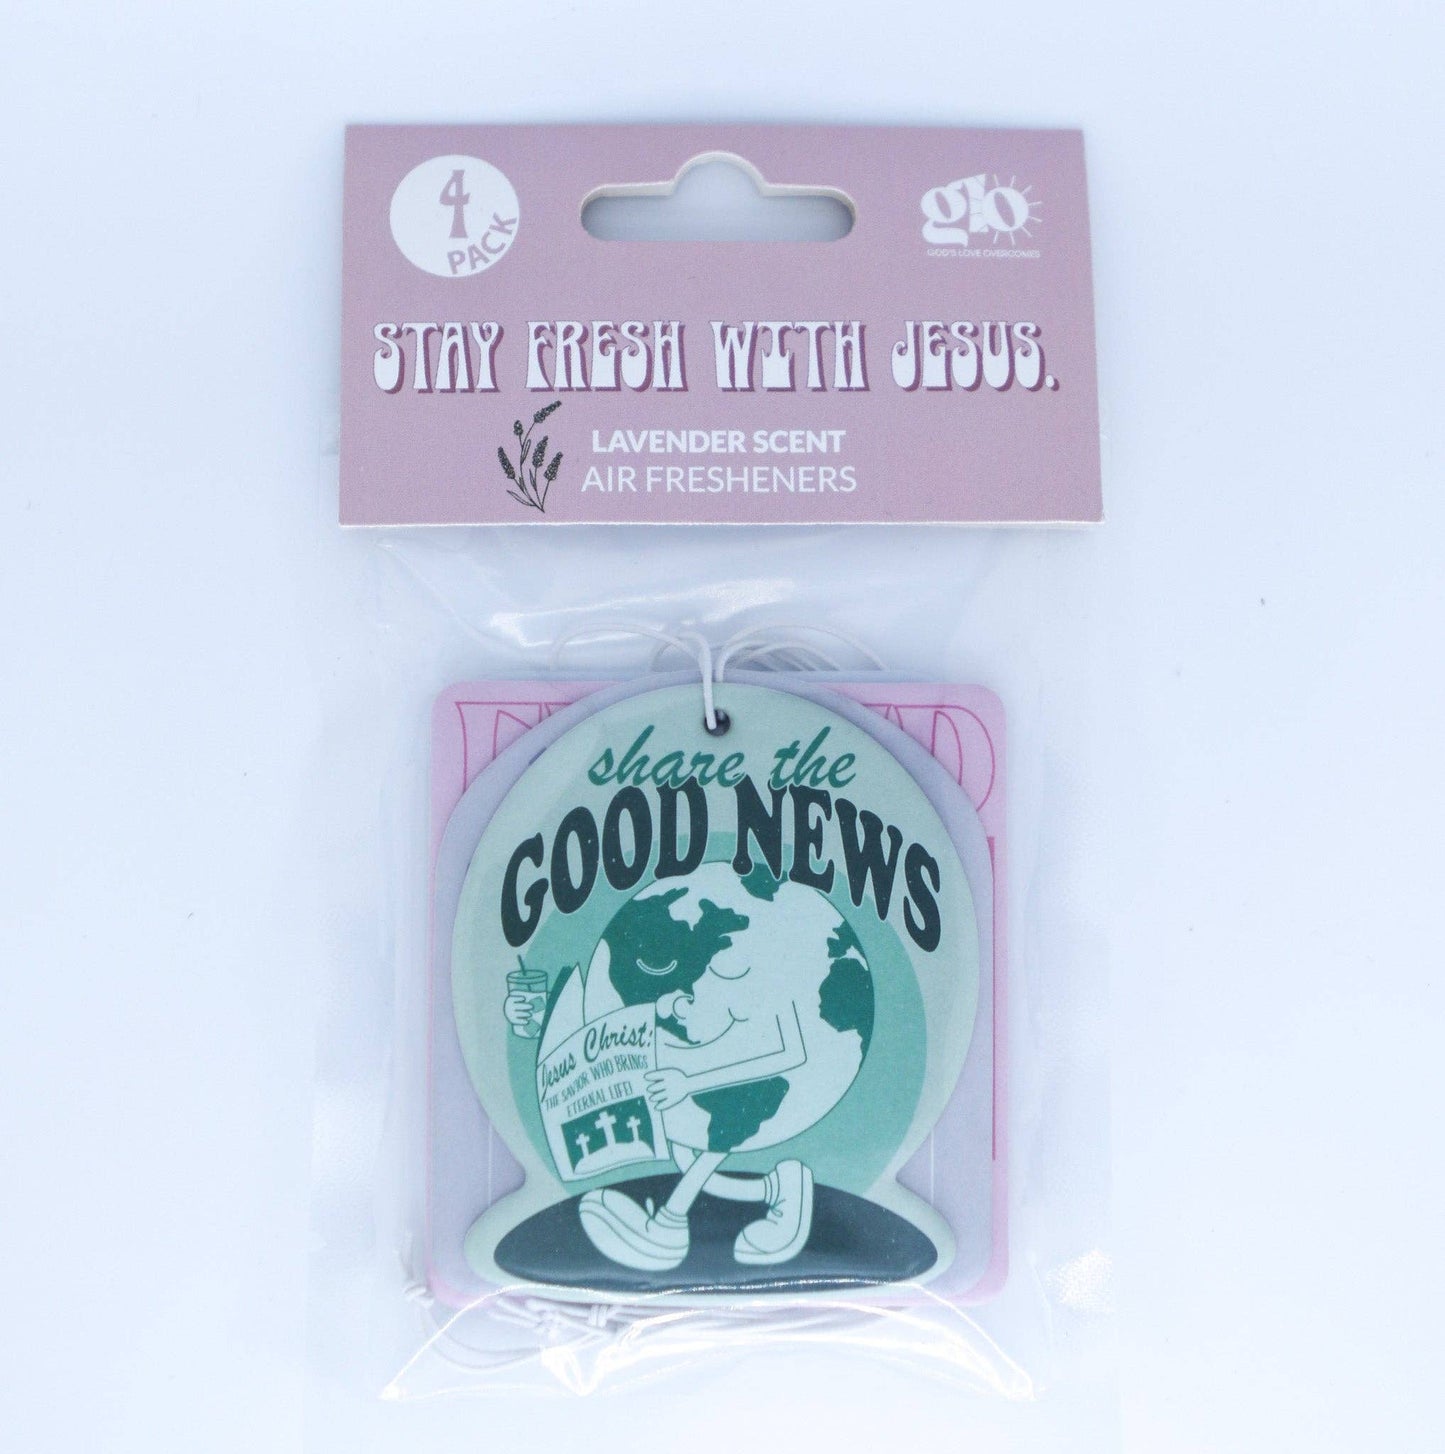 4
PACK
glo
GOD'S LOVE OVERCOMES
STAY FRESH WITH JESUS.
LAVENDER SCENT
AIR FRESHENERS
share the
GOOD NEWS
Jesus Christ:
THE SAVIOR WHO BRINGS
ETERNAL LIFE!